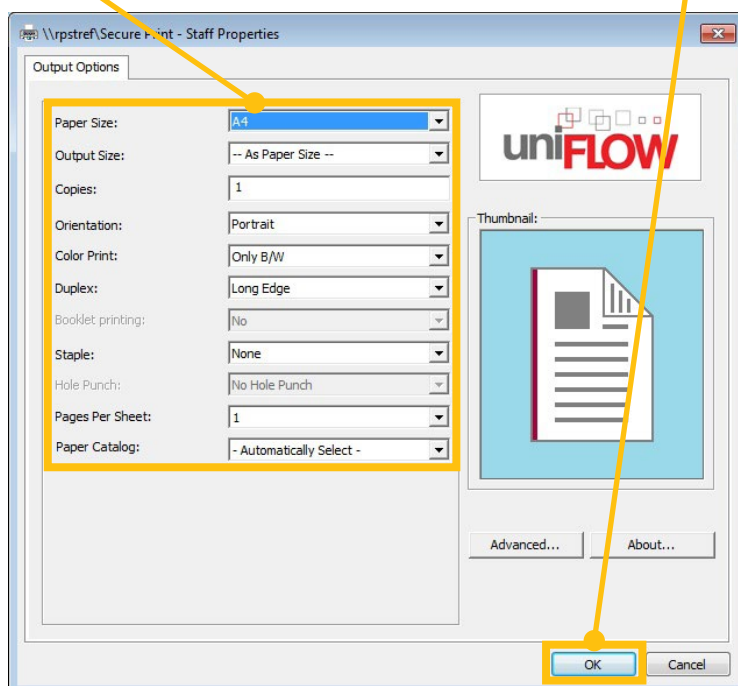 \\rpstref\Secure Print - Staff Properties
Output Options
Paper Size: A4
Output Size: -- As Paper Size --
Copies: 1
Orientation: Portrait
Color Print: Only B/W
Duplex: Long Edge
Booklet printing: No
Staple: None
Hole Punch: No Hole Punch
Pages Per Sheet: 1
Paper Catalog: - Automatically Select -
uniFLOW
Thumbnail:
Advanced... About...
OK Cancel